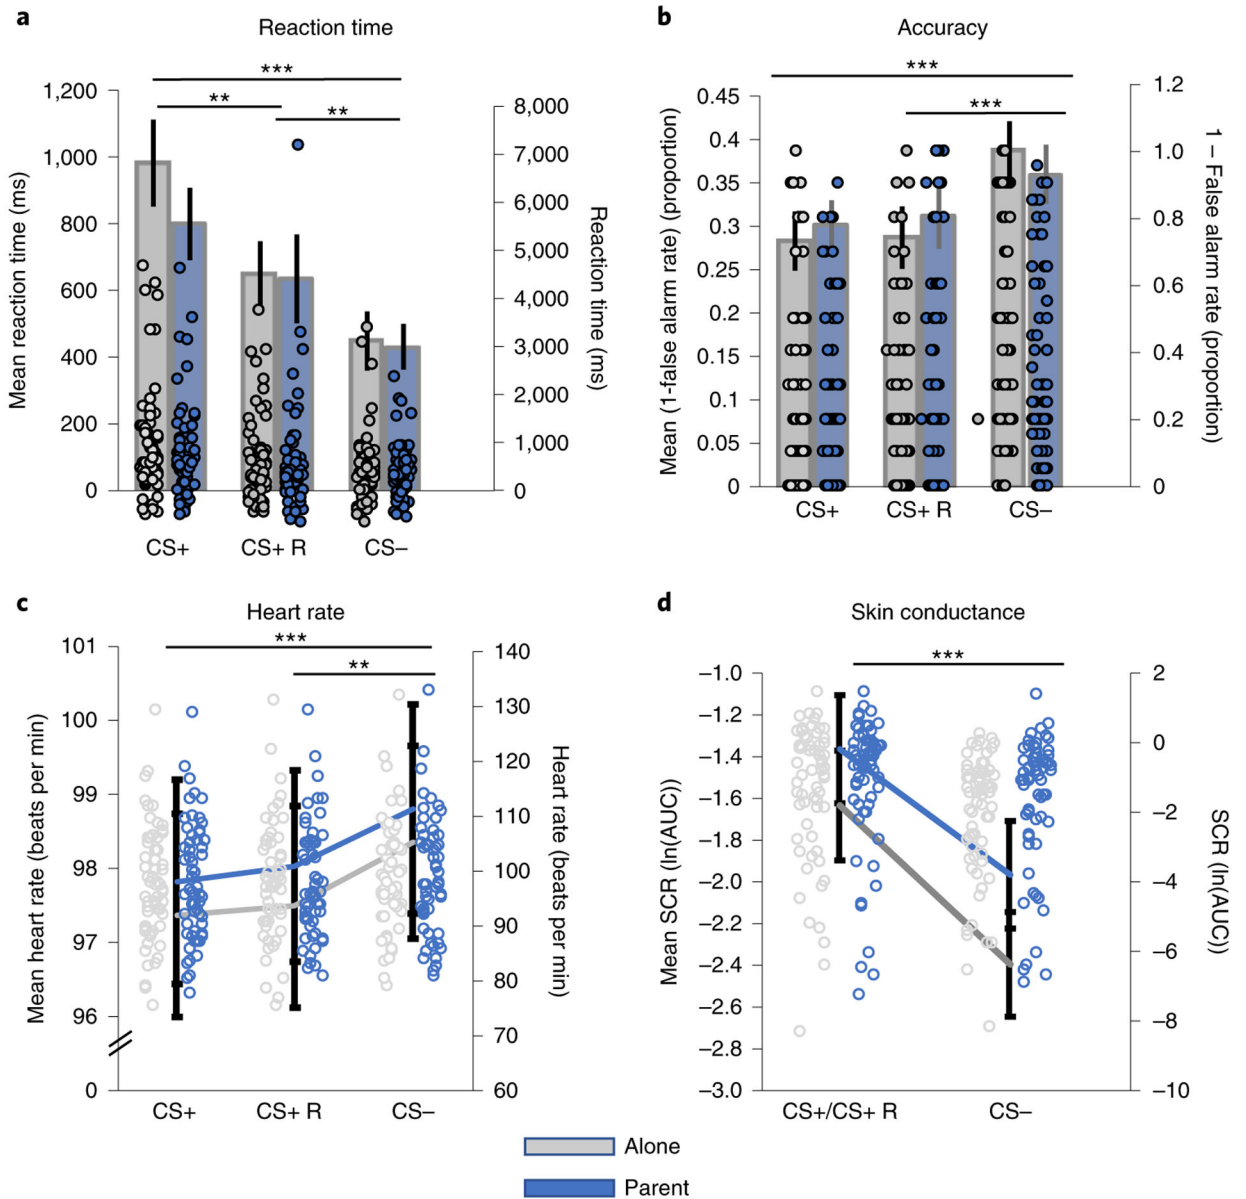 a
Reaction time
***
**
**
1,200
1,000
800
600
400
200
0
Mean reaction time (ms)
8,000
7,000
6,000
5,000
4,000
3,000
2,000
1,000
0
Reaction time (ms)
CS+
CS+ R
CS–
b
Accuracy
***
***
0.45
0.4
0.35
0.3
0.25
0.2
0.15
0.1
0.05
0
Mean (1-false alarm rate) (proportion)
1.2
1.0
0.8
0.6
0.4
0.2
0
1 – False alarm rate (proportion)
CS+
CS+ R
CS–
c
Heart rate
***
**
101
100
99
98
97
96
0
Mean heart rate (beats per min)
140
130
120
110
100
90
80
70
60
Heart rate (beats per min)
CS+
CS+ R
CS–
d
Skin conductance
***
–1.0
–1.2
–1.4
–1.6
–1.8
–2.0
–2.2
–2.4
–2.6
–2.8
–3.0
Mean SCR (ln(AUC))
2
0
–2
–4
–6
–8
–10
SCR (ln(AUC))
CS+/CS+ R
CS–
Alone
Parent